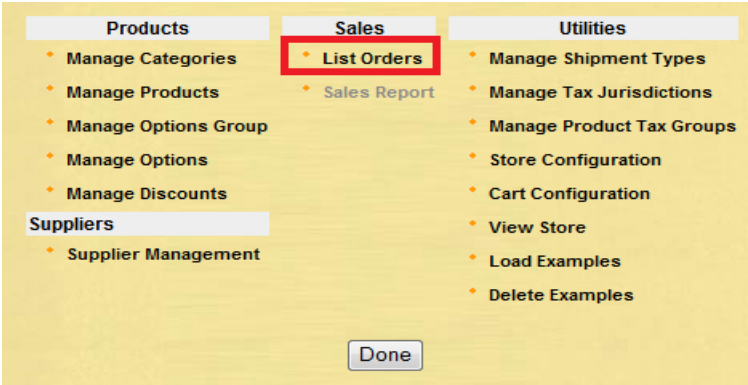 Products
Manage Categories
Manage Products
Manage Options Group
Manage Options
Manage Discounts
Suppliers
Supplier Management
Sales
List Orders
Sales Report
Utilities
Manage Shipment Types
Manage Tax Jurisdictions
Manage Product Tax Groups
Store Configuration
Cart Configuration
View Store
Load Examples
Delete Examples
Done